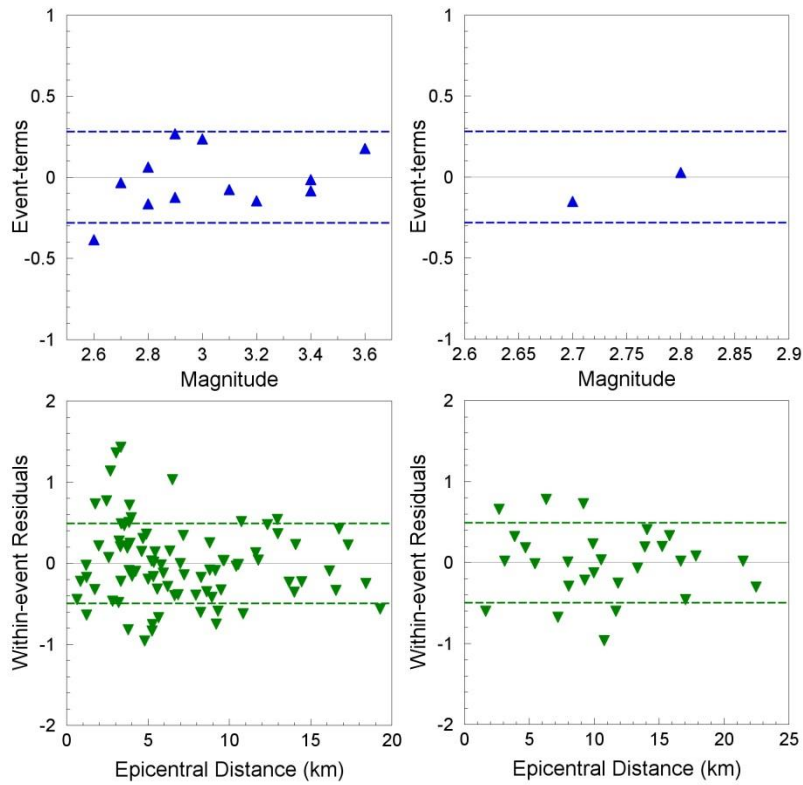 1
0.5
0
-0.5
-1
Event-terms
2.6 2.8 3 3.2 3.4 3.6
Magnitude
1
0.5
0
-0.5
-1
Event-terms
2.6 2.65 2.7 2.75 2.8 2.85 2.9
Magnitude
2
1
0
-1
-2
Within-event Residuals
0 5 10 15 20
Epicentral Distance (km)
2
1
0
-1
-2
Within-event Residuals
0 5 10 15 20 25
Epicentral Distance (km)